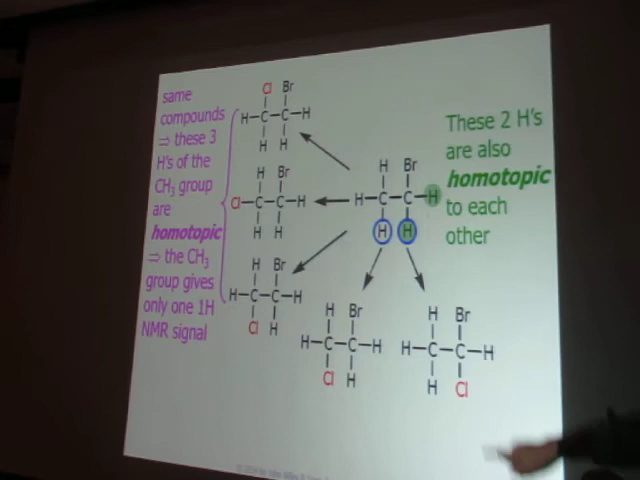 same
compounds
⇒ these 3
H's of the
CH₃ group
are
homotopic
⇒ the CH₃
group gives
only one 1H
NMR signal
Cl Br
H–C–C–H
H H
H Br
Cl–C–C–H
H H
H Br
H–C–C–H
Cl H
H Br
H–C–C–H
H H
H Br
H–C–C–H
Cl H
H Br
H–C–C–H
H Cl
These 2 H's
are also
homotopic
to each
other